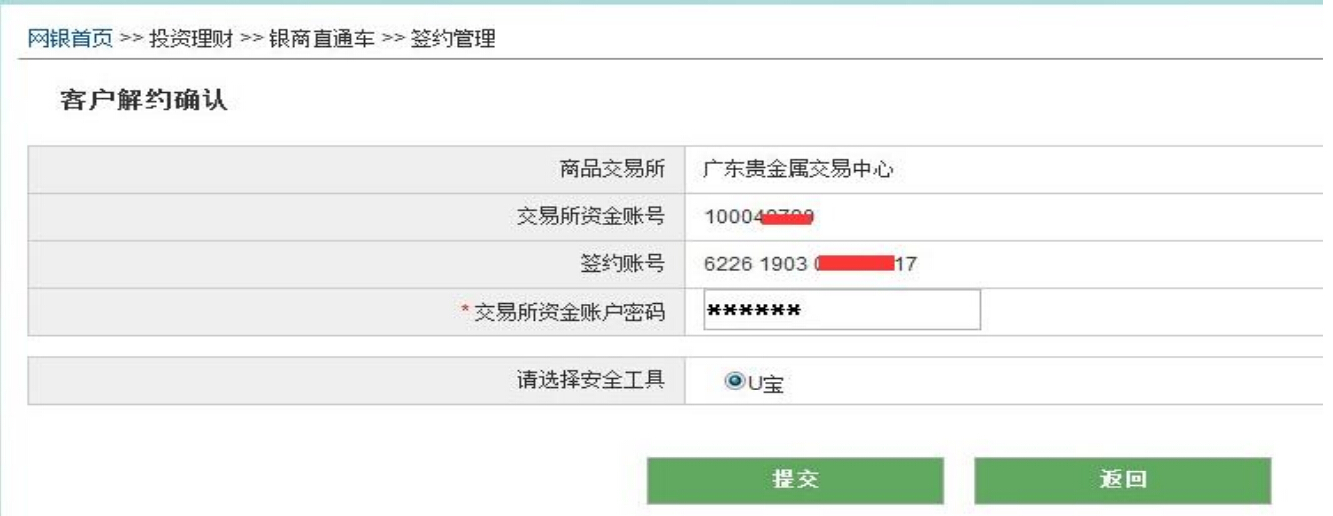 网银首页 >> 投资理财 >> 银商直通车 >> 签约管理
客户解约确认
商品交易所 广东贵金属交易中心
交易所资金账号 10004
签约账号 6226 1903 17
*交易所资金账户密码 ******
请选择安全工具 U宝
提交 返回